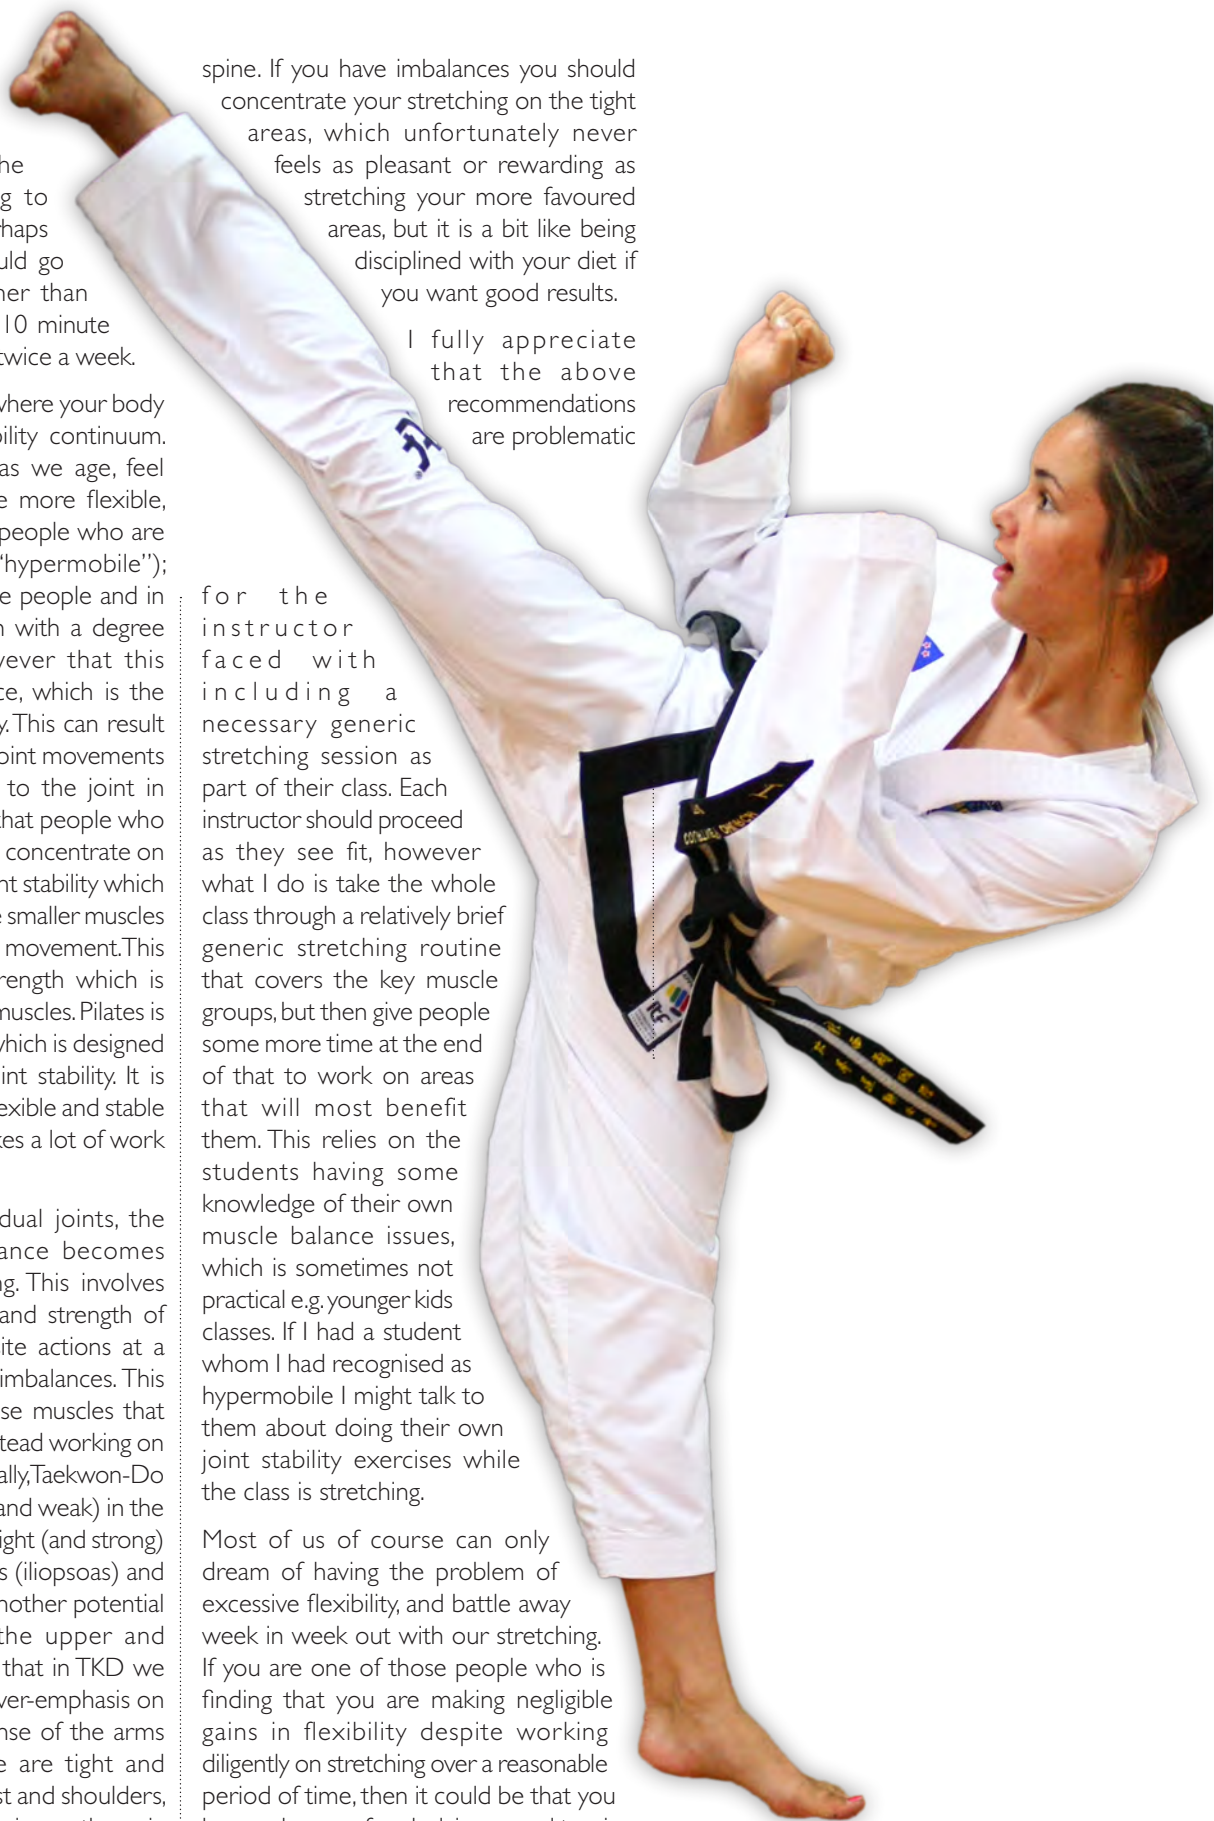 he
g to
haps
uld go
her than
10 minute
twice a week.
where your body
bility continuum.
as we age, feel
e more flexible,
people who are
"hypermobile");
e people and in
n with a degree
wever that this
ce, which is the
y. This can result
oint movements
to the joint in
that people who
concentrate on
nt stability which
e smaller muscles
movement. This
rength which is
muscles. Pilates is
which is designed
int stability. It is
exible and stable
kes a lot of work
dual joints, the
ance becomes
ng. This involves
and strength of
site actions at a
imbalances. This
se muscles that
stead working on
ally, Taekwon-Do
and weak) in the
ight (and strong)
s (iliopsoas) and
nother potential
the upper and
that in TKD we
ver-emphasis on
nse of the arms
e are tight and
st and shoulders,
spine. If you have imbalances you should
concentrate your stretching on the tight
areas, which unfortunately never
feels as pleasant or rewarding as
stretching your more favoured
areas, but it is a bit like being
disciplined with your diet if
you want good results.
I fully appreciate
that the above
recommendations
are problematic
for the
instructor
faced with
including a
necessary generic
stretching session as
part of their class. Each
instructor should proceed
as they see fit, however
what I do is take the whole
class through a relatively brief
generic stretching routine
that covers the key muscle
groups, but then give people
some more time at the end
of that to work on areas
that will most benefit
them. This relies on the
students having some
knowledge of their own
muscle balance issues,
which is sometimes not
practical e.g. younger kids
classes. If I had a student
whom I had recognised as
hypermobile I might talk to
them about doing their own
joint stability exercises while
the class is stretching.
Most of us of course can only
dream of having the problem of
excessive flexibility, and battle away
week in week out with our stretching.
If you are one of those people who is
finding that you are making negligible
gains in flexibility despite working
diligently on stretching over a reasonable
period of time, then it could be that you
ITF